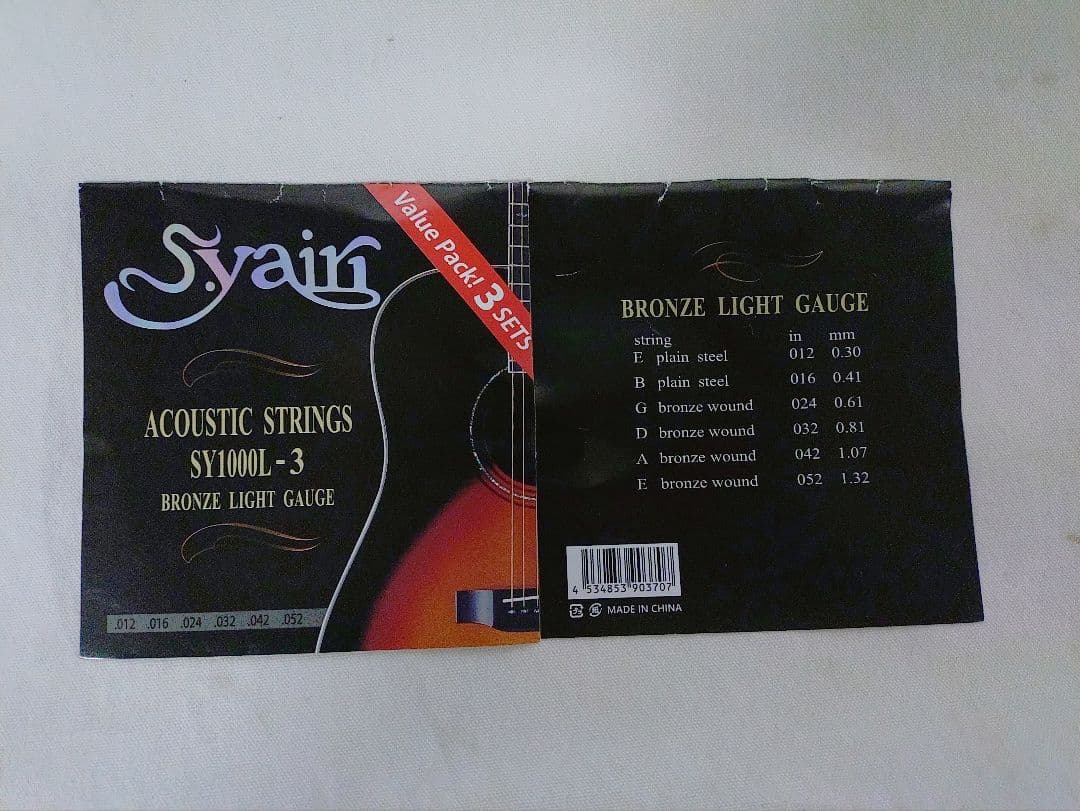 S.yairi
Value Pack! 3 SETS
ACOUSTIC STRINGS
SY1000L-3
BRONZE LIGHT GAUGE
.012 .016 .024 .032 .042 .052
BRONZE LIGHT GAUGE
string in mm
E plain steel 012 0.30
B plain steel 016 0.41
G bronze wound 024 0.61
D bronze wound 032 0.81
A bronze wound 042 1.07
E bronze wound 052 1.32
4 534853 903707
プラ 紙 MADE IN CHINA